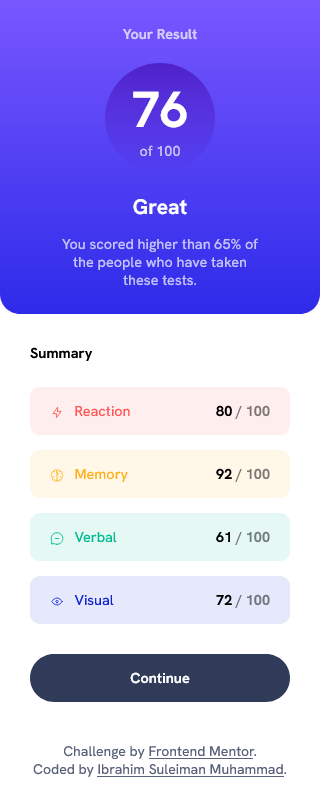 Your Result
76
of 100
Great
You scored higher than 65% of
the people who have taken
these tests.
Summary
Reaction 80 / 100
Memory 92 / 100
Verbal 61 / 100
Visual 72 / 100
Continue
Challenge by Frontend Mentor.
Coded by Ibrahim Suleiman Muhammad.